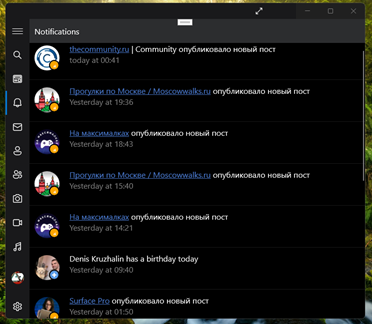 Notifications
thecommunity.ru | Community опубликовало новый пост
today at 00:41
Прогулки по Москве / Moscowwalks.ru опубликовало новый пост
Yesterday at 19:36
На максималках опубликовало новый пост
Yesterday at 18:43
Прогулки по Москве / Moscowwalks.ru опубликовало новый пост
Yesterday at 15:40
На максималках опубликовало новый пост
Yesterday at 14:21
Denis Kruzhalin has a birthday today
Yesterday at 09:40
Surface Pro опубликовало новый пост
Yesterday at 01:50